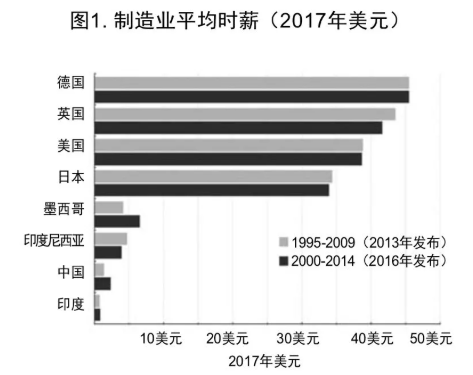 图1. 制造业平均时薪（2017年美元）
德国
英国
美国
日本
墨西哥
印度尼西亚
中国
印度
1995-2009（2013年发布）
2000-2014（2016年发布）
10美元 20美元 30美元 40美元 50美元
2017年美元